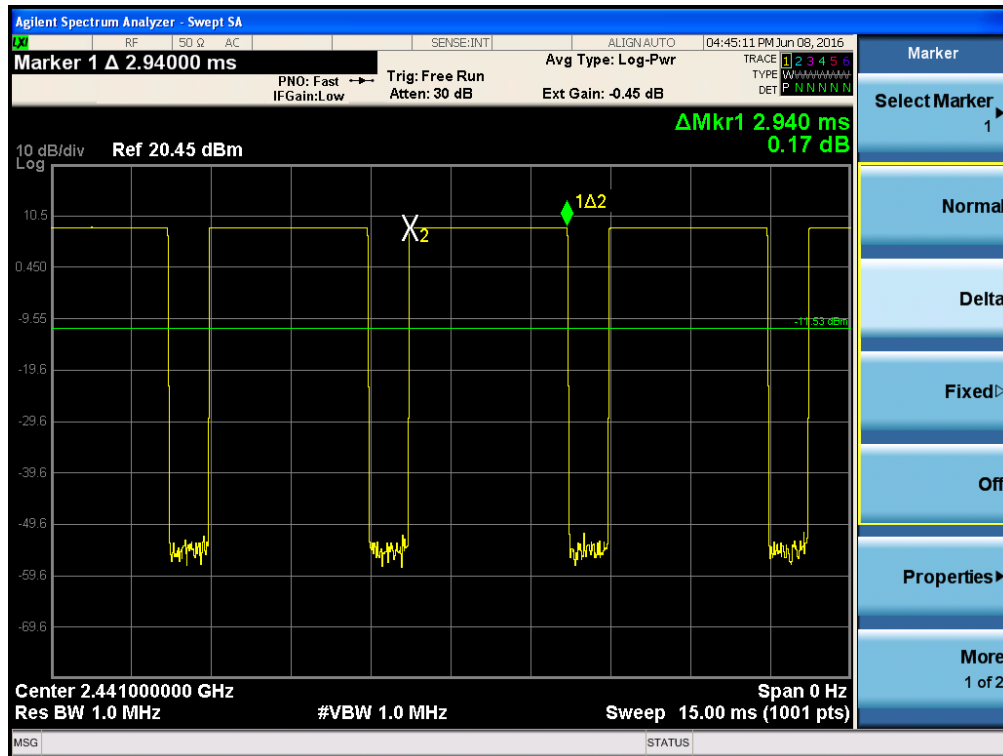 Agilent Spectrum Analyzer - Swept SA
LXI RF 50 Ω AC SENSE:INT ALIGN AUTO 04:45:11 PM Jun 08, 2016
Marker 1 Δ 2.94000 ms
PNO: Fast
IFGain:Low
Trig: Free Run
Atten: 30 dB
Avg Type: Log-Pwr
Ext Gain: -0.45 dB
TRACE 1 2 3 4 5 6
TYPE W
DET P N N N N N
ΔMkr1 2.940 ms
0.17 dB
10 dB/div
Log
Ref 20.45 dBm
1Δ2
X2
10.5
0.450
-9.55
-11.53 dBm
-19.6
-29.6
-39.6
-49.6
-59.6
-69.6
Center 2.441000000 GHz
Span 0 Hz
Res BW 1.0 MHz
#VBW 1.0 MHz
Sweep 15.00 ms (1001 pts)
MSG
STATUS
Marker
Select Marker
1
Normal
Delta
Fixed
Off
Properties
More
1 of 2